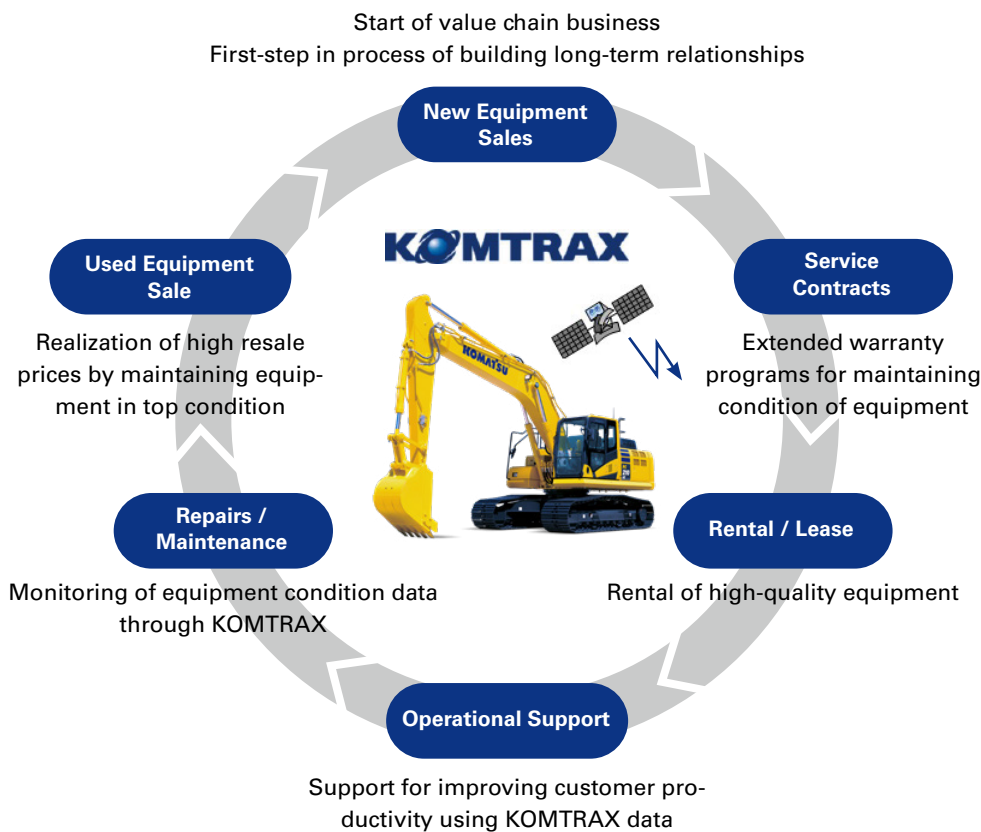 Start of value chain business
First-step in process of building long-term relationships
New Equipment
Sales
KOMTRAX
Used Equipment
Sale
Realization of high resale
prices by maintaining equip-
ment in top condition
Service
Contracts
Extended warranty
programs for maintaining
condition of equipment
KOMATSU
Repairs /
Maintenance
Monitoring of equipment condition data
through KOMTRAX
Rental / Lease
Rental of high-quality equipment
Operational Support
Support for improving customer pro-
ductivity using KOMTRAX data